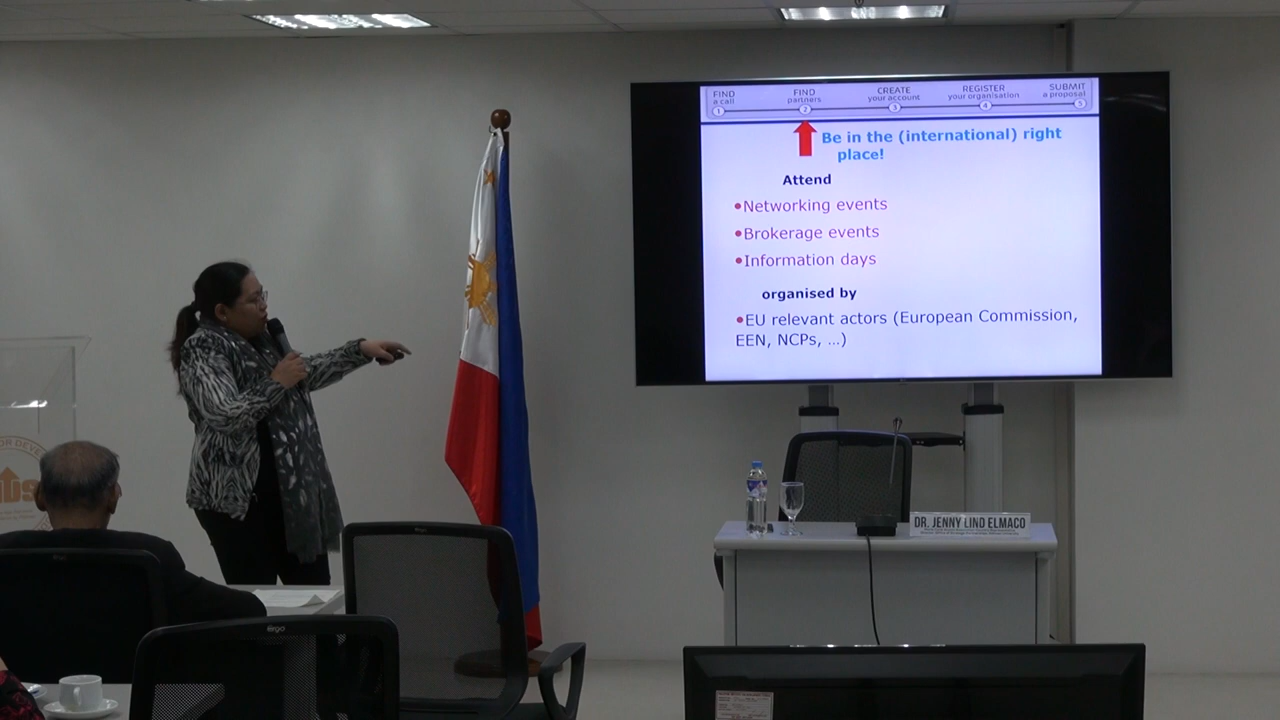 FIND
a call
FIND
partners
CREATE
your account
REGISTER
your organisation
SUBMIT
a proposal
1
2
3
4
5
Be in the (international) right
place!
Attend
•Networking events
•Brokerage events
•Information days
organised by
•EU relevant actors (European Commission,
EEN, NCPs, ...)
DR. JENNY LIND ELMACO
ergo